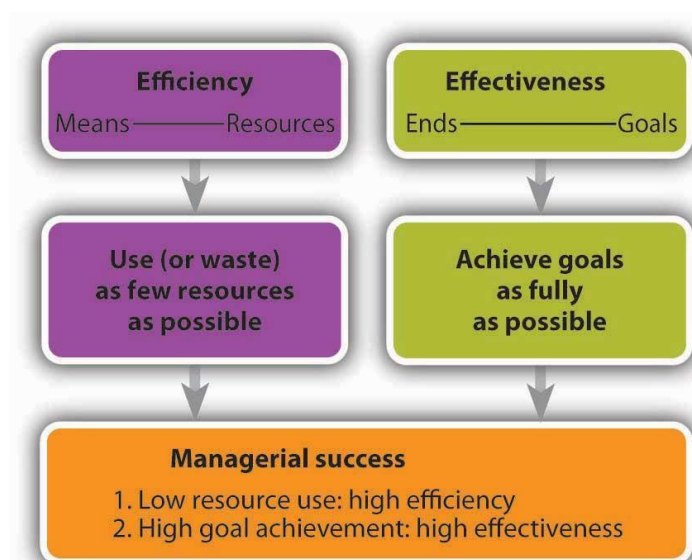 Efficiency
Means Resources
Effectiveness
Ends Goals
Use (or waste)
as few resources
as possible
Achieve goals
as fully
as possible
Managerial success
1. Low resource use: high efficiency
2. High goal achievement: high effectiveness